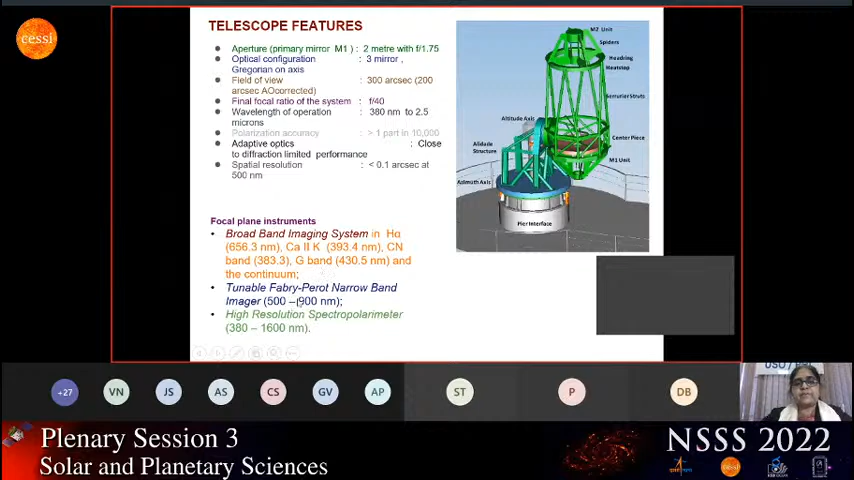 cessi
TELESCOPE FEATURES
Aperture (primary mirror M1 ) : 2 metre with f/1.75
Optical configuration : 3 mirror ,
Gregorian on axis
Field of view : 300 arcsec (200
arcsec AOcorrected)
Final focal ratio of the system : f/40
Wavelength of operation : 380 nm to 2.5
microns
Polarization accuracy : > 1 part in 10,000
Adaptive optics : Close
to diffraction limited performance
Spatial resolution : < 0.1 arcsec at
500 nm
Focal plane instruments
Broad Band Imaging System in Hα
(656.3 nm), Ca II K (393.4 nm), CN
band (383.3), G band (430.5 nm) and
the continuum;
Tunable Fabry-Perot Narrow Band
Imager (500 – 900 nm);
High Resolution Spectropolarimeter
(380 – 1600 nm).
M2 Unit
Spiders
Headring
Heatstop
Serrurier Struts
Altitude Axis
Center Piece
Alidade
Structure
M1 Unit
Azimuth Axis
Pier Interface
+27
VN
JS
AS
CS
GV
AP
ST
P
DB
Plenary Session 3
Solar and Planetary Sciences
NSSS 2022
cessi